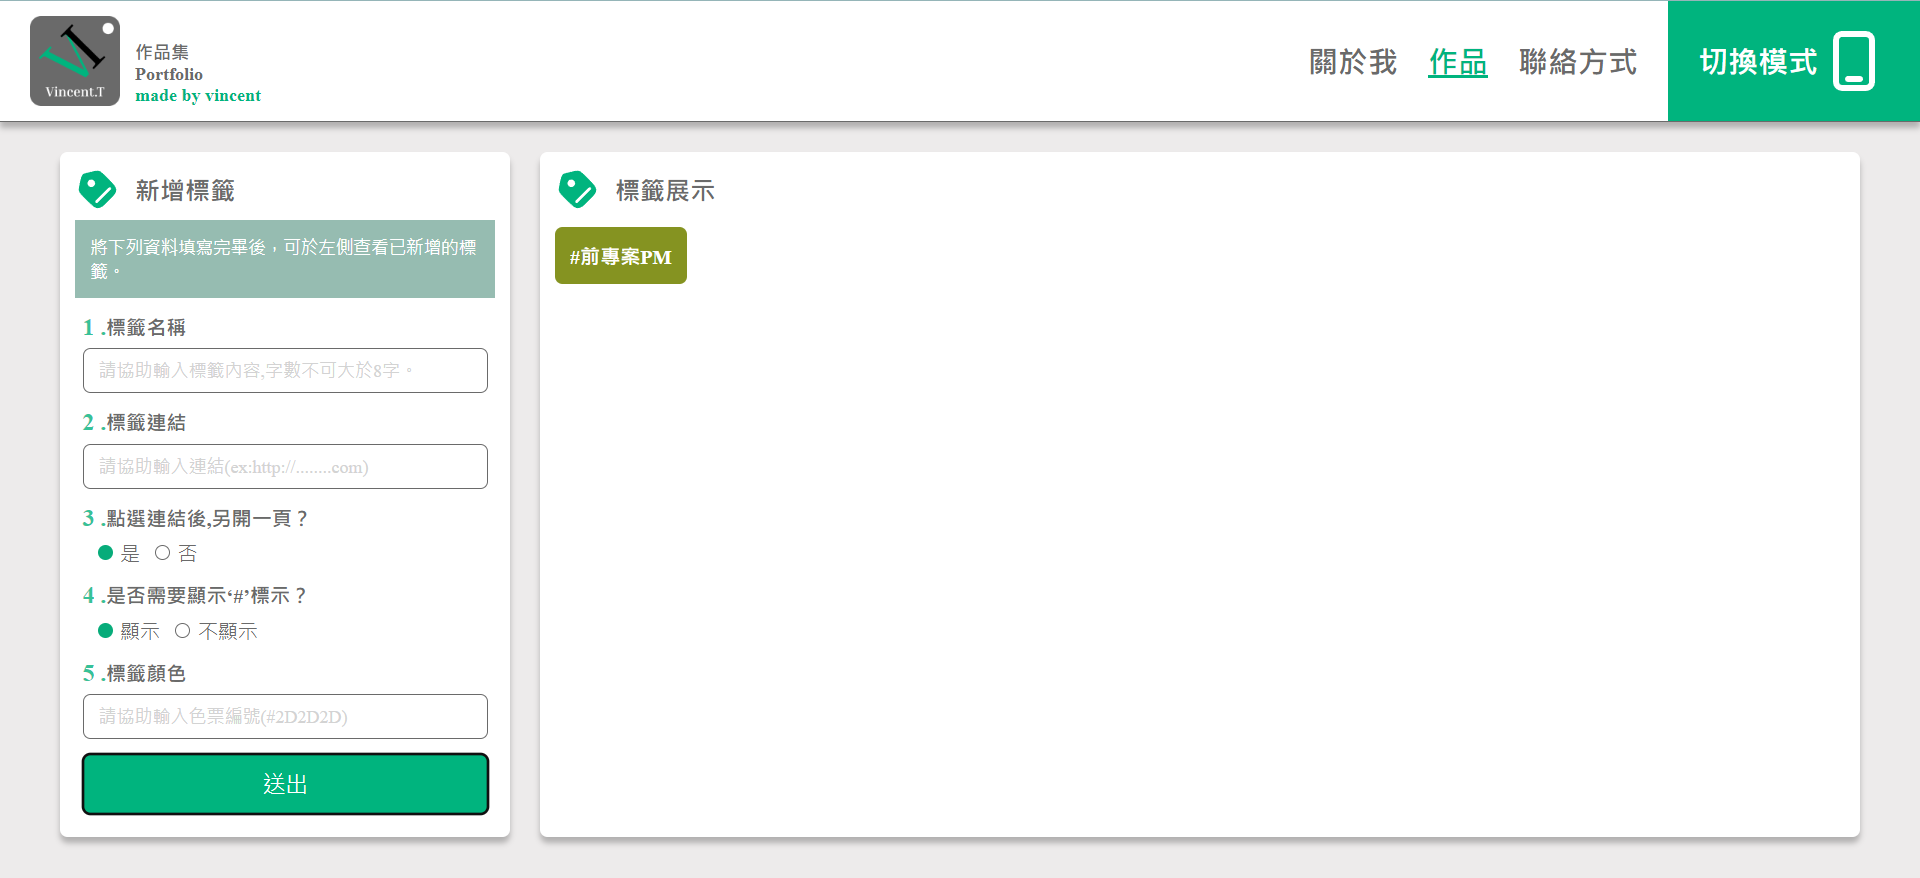 Vincent.T
作品集
Portfolio
made by vincent
關於我
作品
聯絡方式
切換模式
新增標籤
將下列資料填寫完畢後，可於左側查看已新增的標
籤。
1 .標籤名稱
請協助輸入標籤內容,字數不可大於8字。
2 .標籤連結
請協助輸入連結(ex:http://........com)
3 .點選連結後,另開一頁？
是 否
4 .是否需要顯示‘#’標示？
顯示 不顯示
5 .標籤顏色
請協助輸入色票編號(#2D2D2D)
送出
標籤展示
#前專案PM